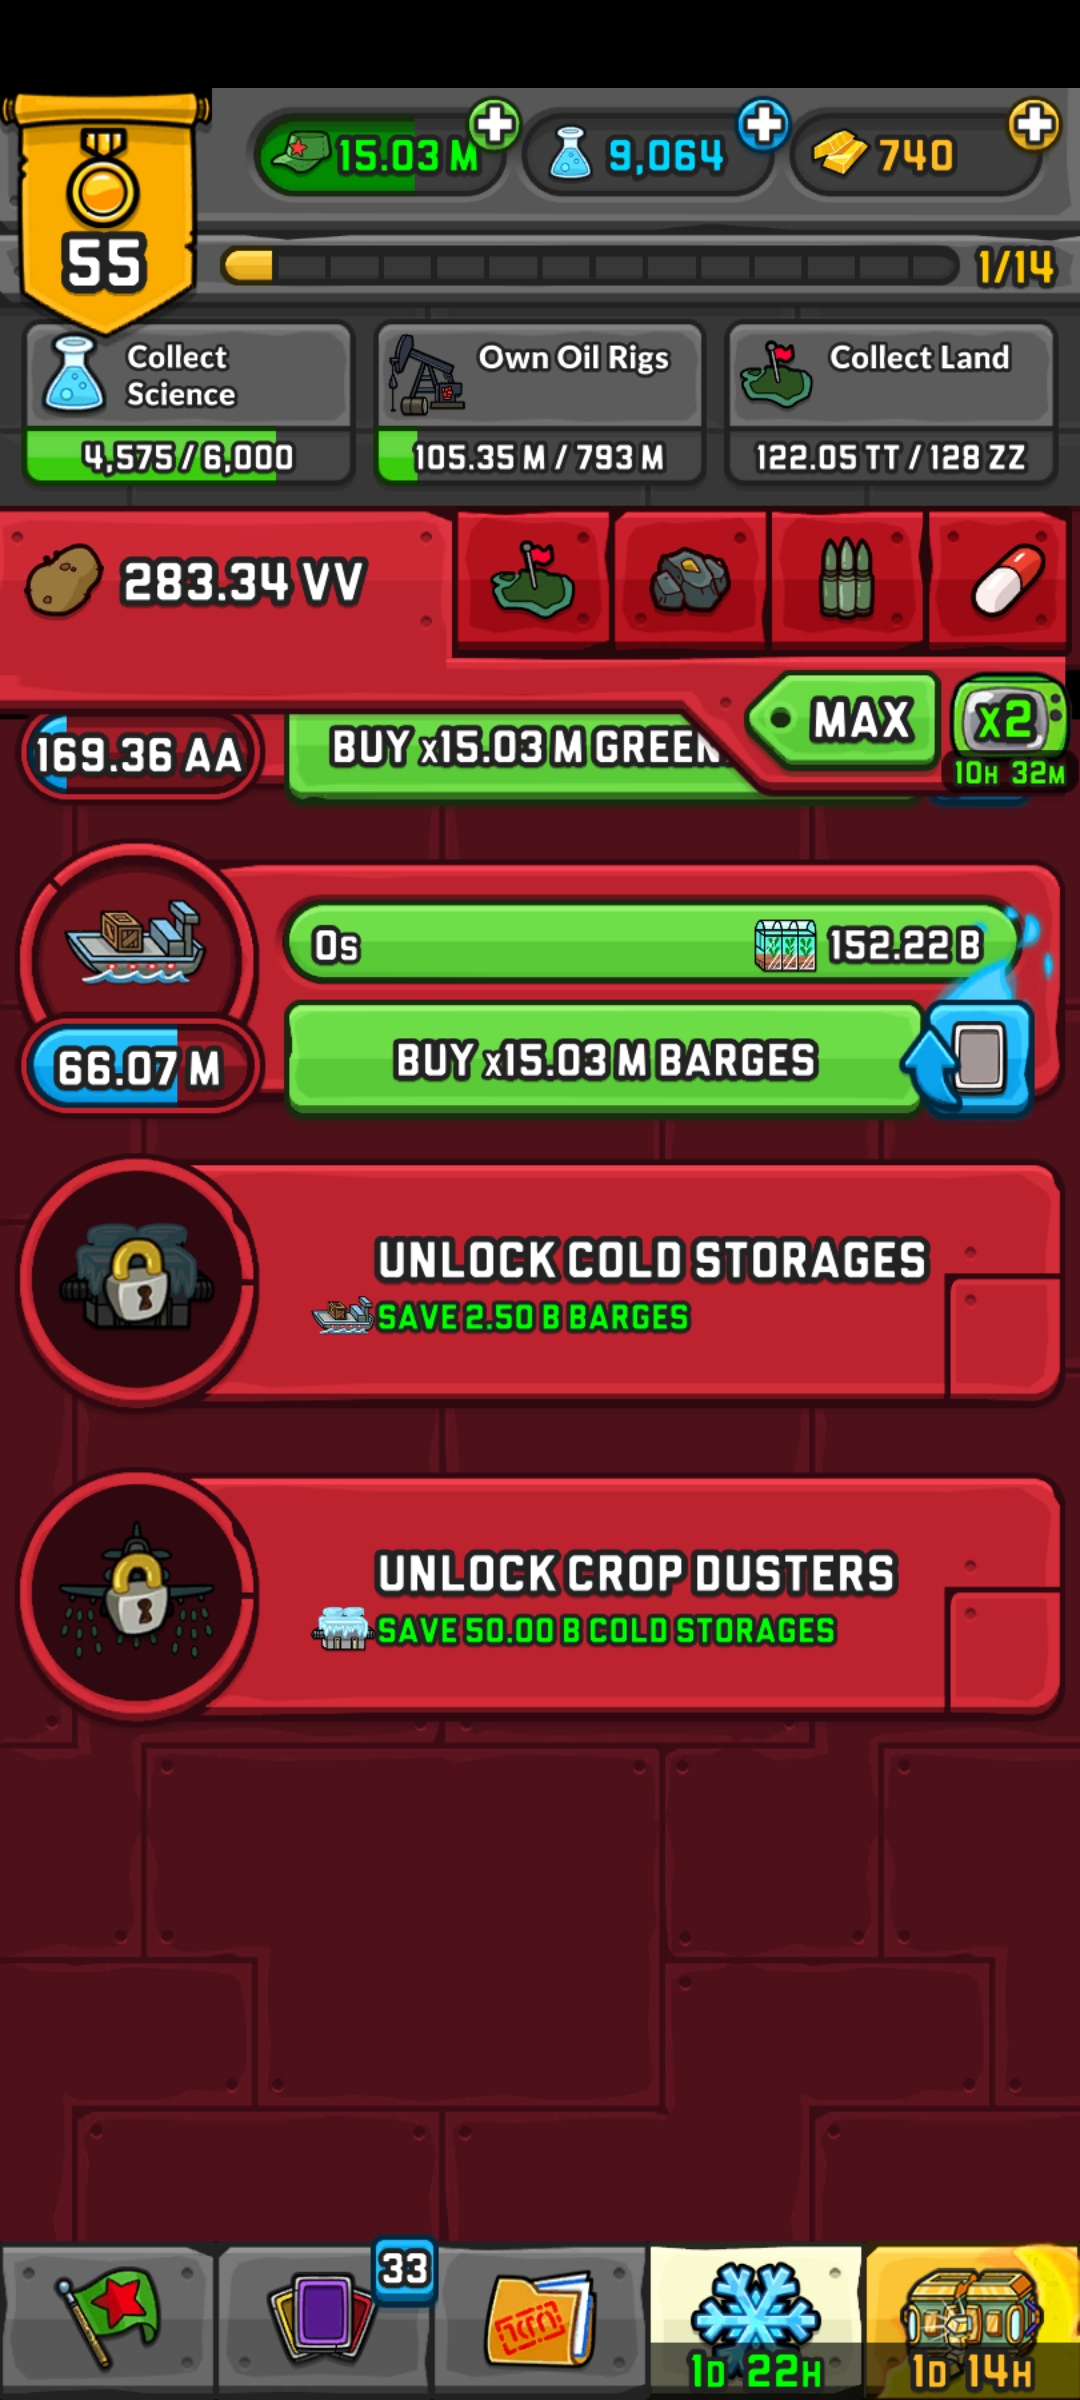 15.03 M
9,064
740
55
1/14
Collect
Science
4,575 / 6,000
Own Oil Rigs
105.35 M / 793 M
Collect Land
122.05 TT / 128 ZZ
283.34 VV
MAX
x2
10H 32M
169.36 AA
BUY x15.03 M GREEN
0s
152.22 B
66.07 M
BUY x15.03 M BARGES
UNLOCK COLD STORAGES
SAVE 2.50 B BARGES
UNLOCK CROP DUSTERS
SAVE 50.00 B COLD STORAGES
33
1D 22H
1D 14H